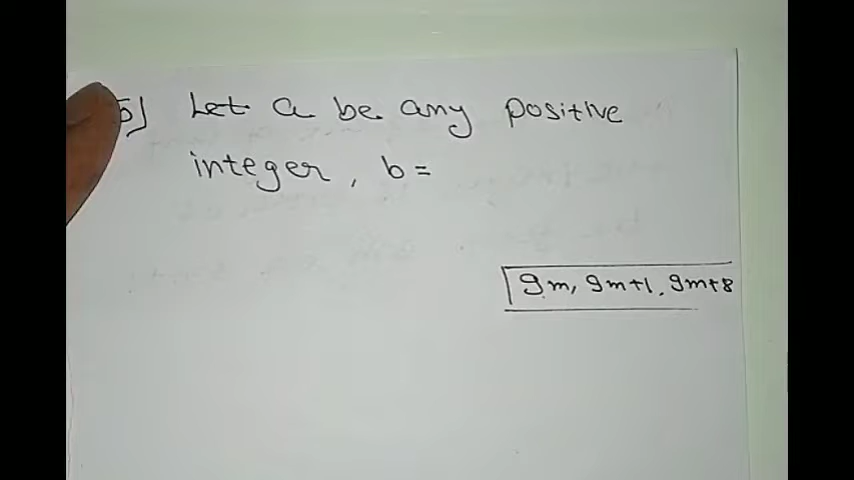 5) Let a be any positive
integer, b =
9m, 9m+1, 9m+8